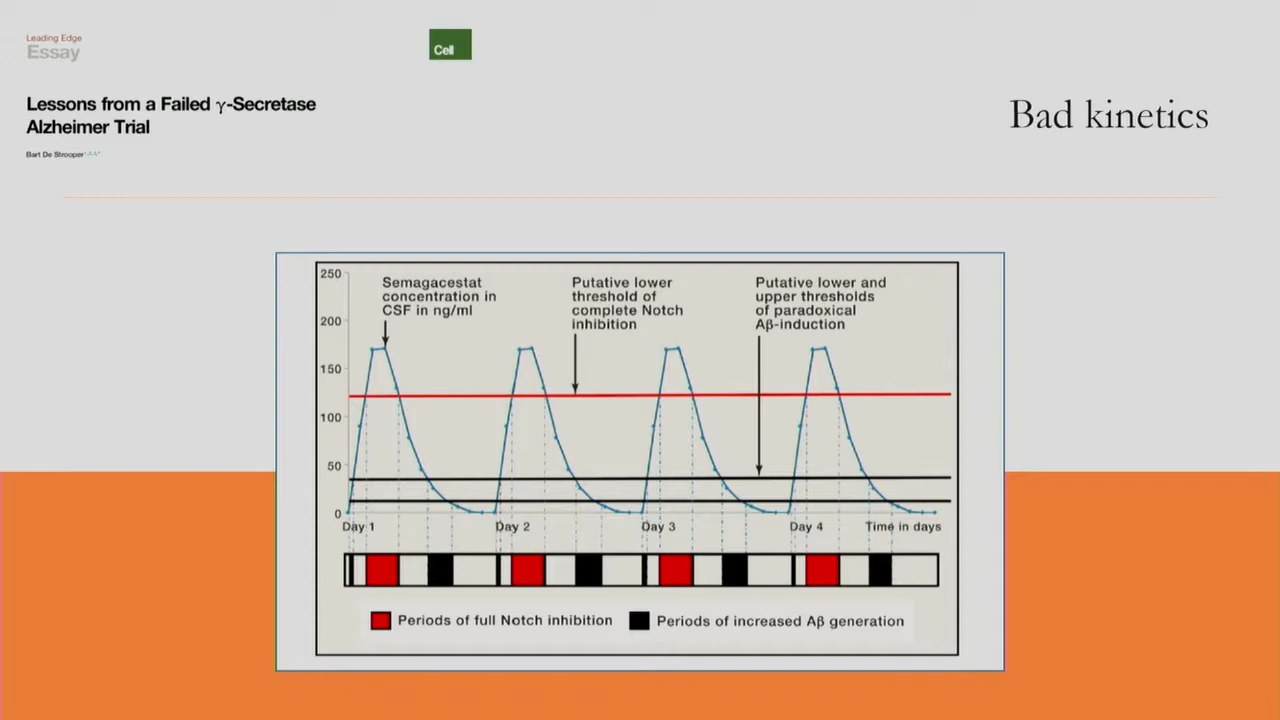 Leading Edge
Essay
Cell
Lessons from a Failed γ-Secretase
Alzheimer Trial
Bart De Strooper
Bad kinetics
250
200
150
100
50
0
Semagacestat
concentration in
CSF in ng/ml
Putative lower
threshold of
complete Notch
inhibition
Putative lower and
upper thresholds
of paradoxical
Aβ-induction
Day 1
Day 2
Day 3
Day 4
Time in days
Periods of full Notch inhibition
Periods of increased Aβ generation